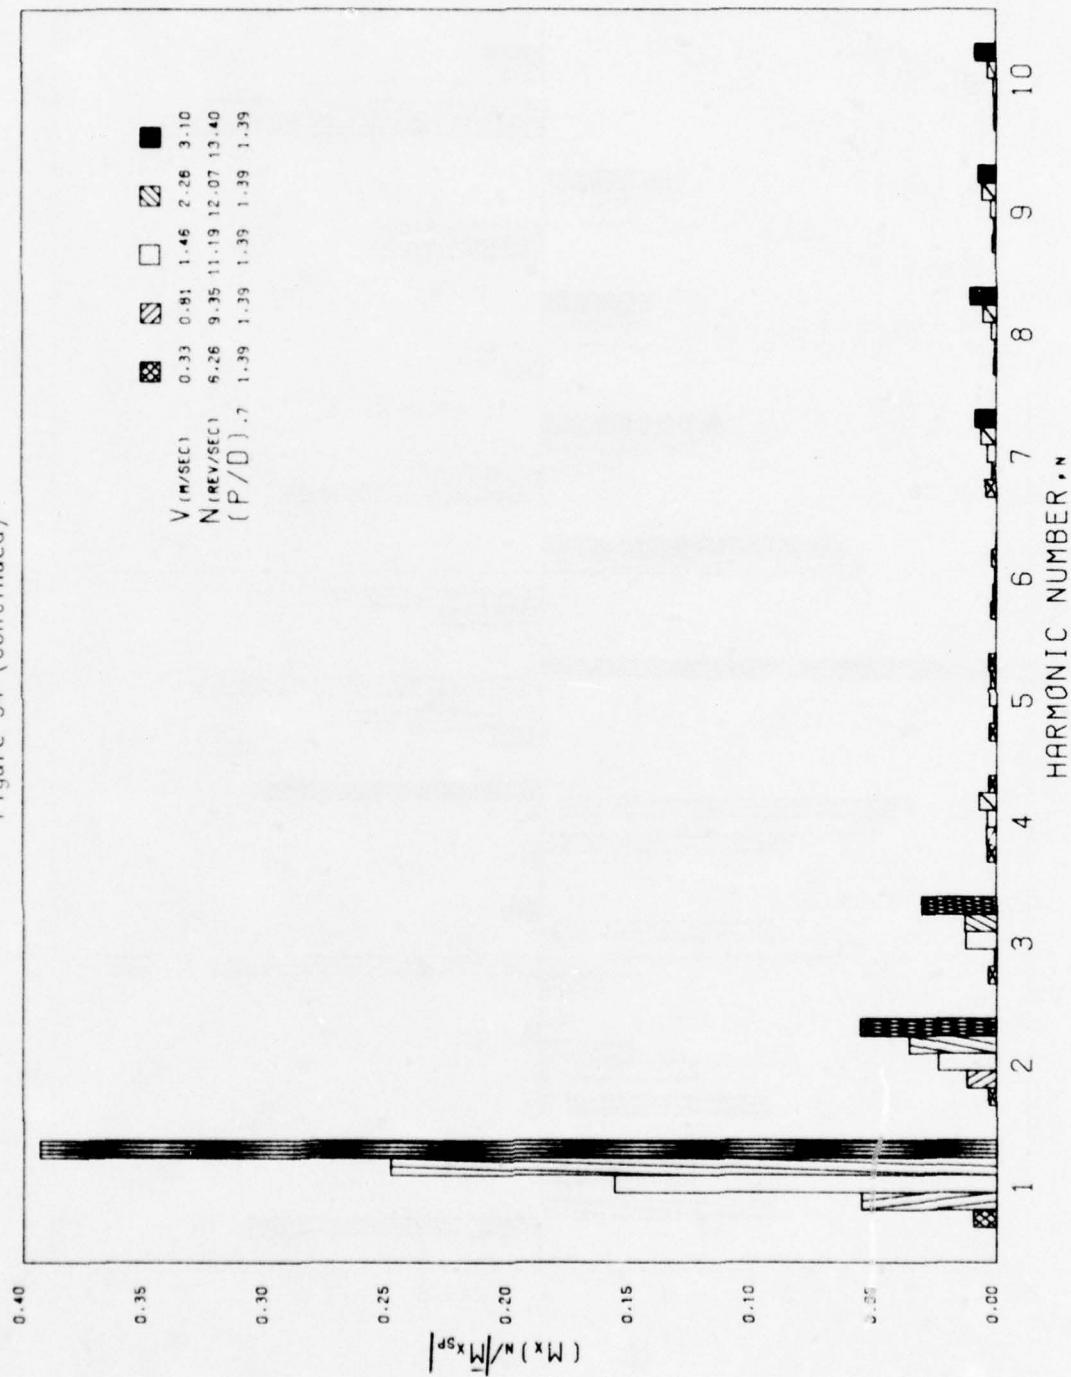 Figure 34 (Continued)
(Mx)N/|M̄xSP|
0.40
0.35
0.30
0.25
0.20
0.15
0.10
0.00
V(M/SEC) 0.33 0.81 1.46 2.26 3.10
N(REV/SEC) 6.26 9.35 11.19 12.07 13.40
(P/D).7 1.39 1.39 1.39 1.39 1.39
1 2 3 4 5 6 7 8 9 10
HARMONIC NUMBER,N